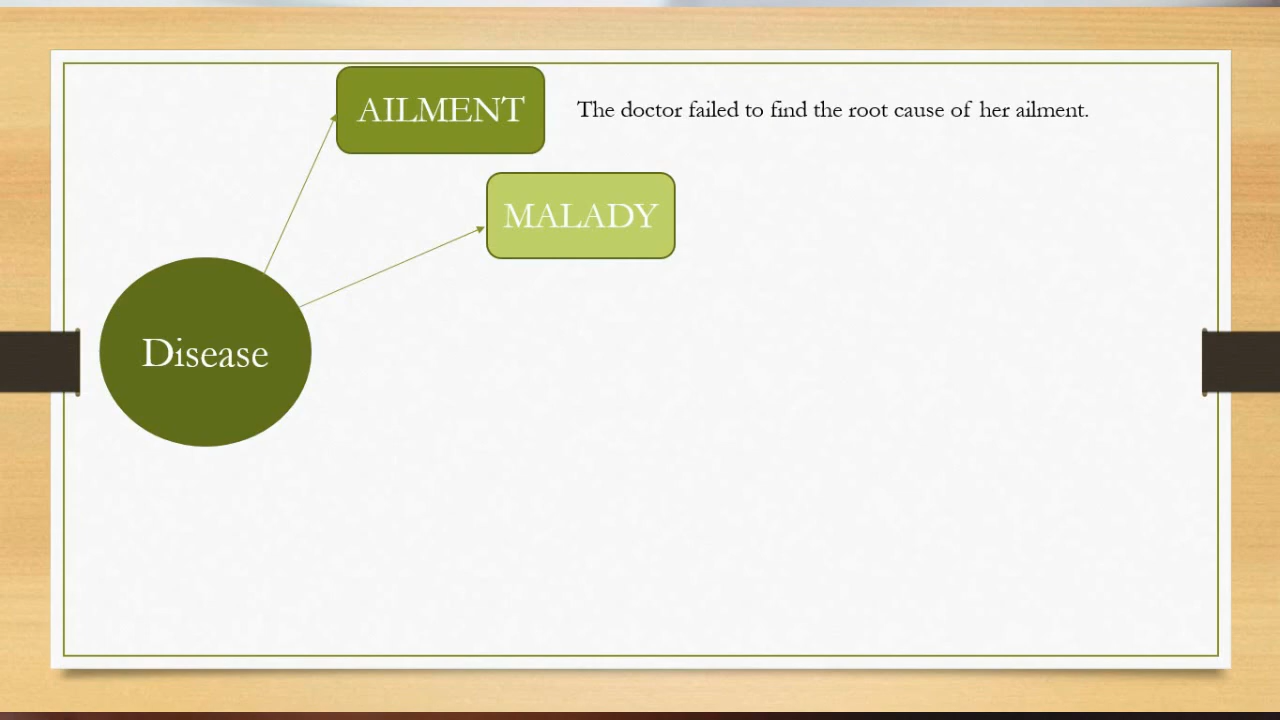 AILMENT
The doctor failed to find the root cause of her ailment.
MALADY
Disease